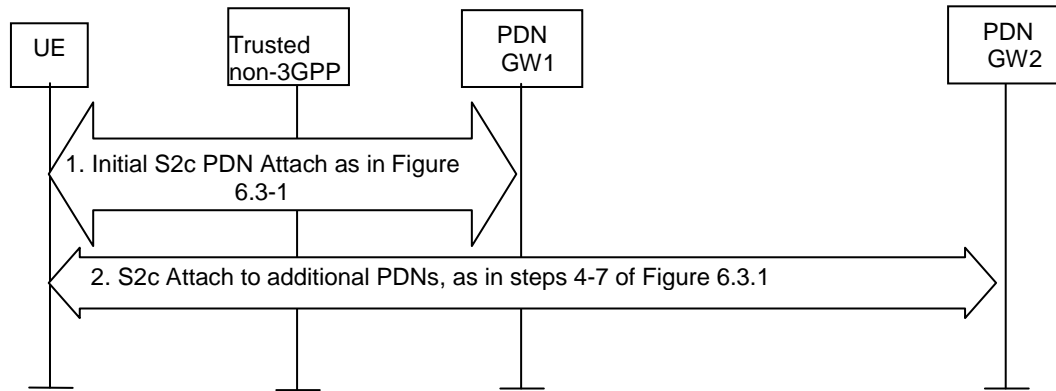 UE
Trusted
non-3GPP
PDN
GW1
PDN
GW2
1. Initial S2c PDN Attach as in Figure
6.3-1
2. S2c Attach to additional PDNs, as in steps 4-7 of Figure 6.3.1